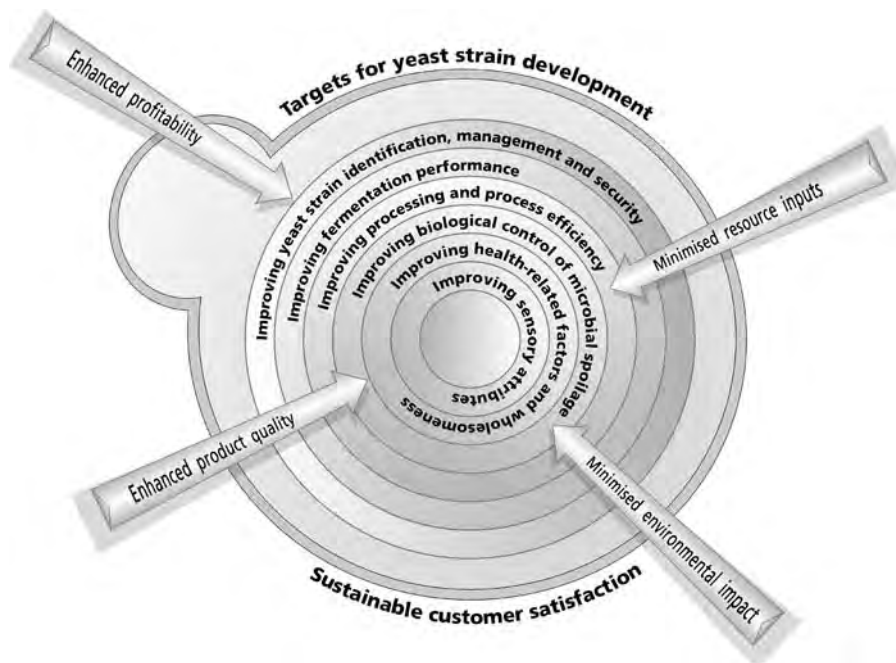 Targets for yeast strain development
Enhanced profitability
Minimised resource inputs
Improving yeast strain identification, management and security
Improving fermentation performance
Improving processing and process efficiency
Improving biological control of microbial spoilage
Improving health-related factors and wholesomeness
Improving sensory attributes
Enhanced product quality
Minimised environmental impact
Sustainable customer satisfaction